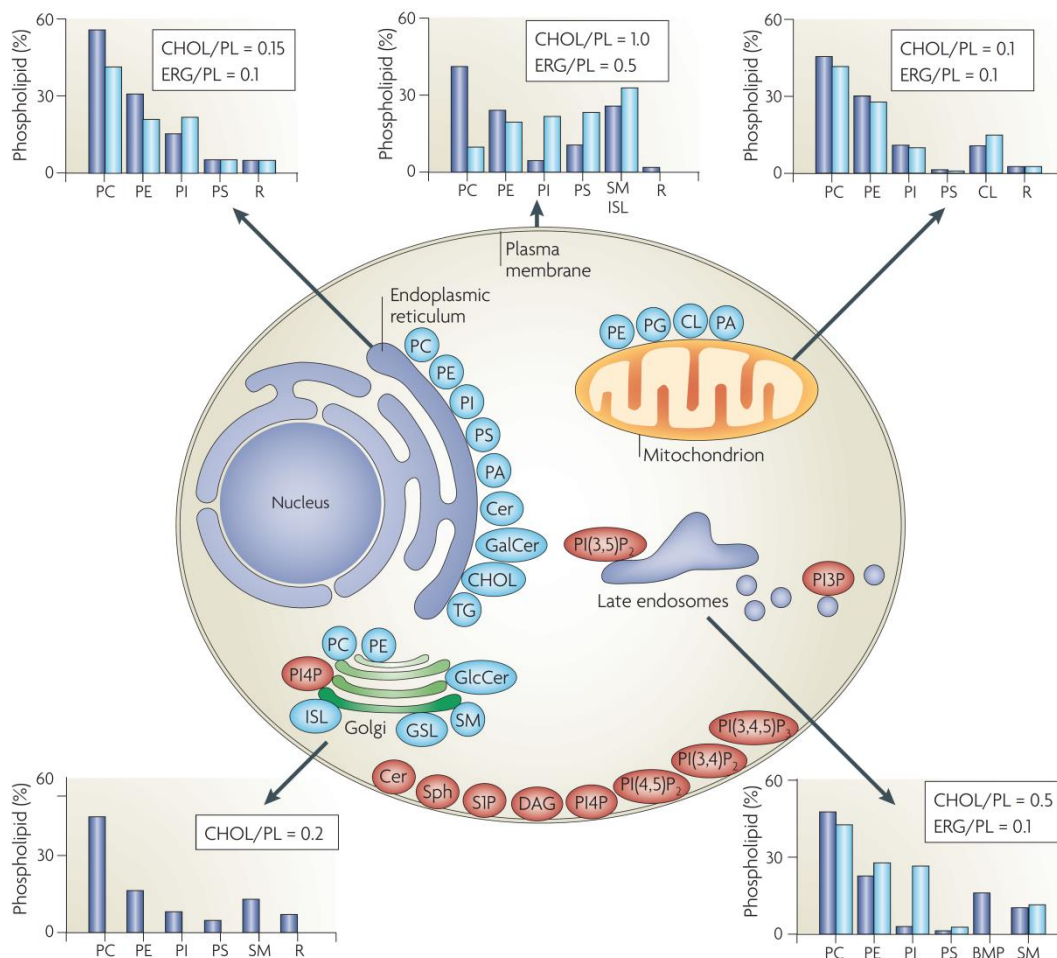 60
30
0
Phospholipid (%)
CHOL/PL = 0.15
ERG/PL = 0.1
PC PE PI PS R
60
30
0
Phospholipid (%)
CHOL/PL = 1.0
ERG/PL = 0.5
PC PE PI PS SM R
ISL
60
30
0
Phospholipid (%)
CHOL/PL = 0.1
ERG/PL = 0.1
PC PE PI PS CL R
Plasma
membrane
Endoplasmic
reticulum
PC
PE
PI
PS
PA
Cer
GalCer
CHOL
TG
Nucleus
PE PG CL PA
Mitochondrion
PI(3,5)P₂
Late endosomes
PI3P
PC PE
PI4P
GlcCer
ISL
Golgi
GSL
SM
Cer
Sph
S1P
DAG
PI4P
PI(4,5)P₂
PI(3,4)P₂
PI(3,4,5)P₃
60
30
0
Phospholipid (%)
CHOL/PL = 0.2
PC PE PI PS SM R
60
30
0
Phospholipid (%)
CHOL/PL = 0.5
ERG/PL = 0.1
PC PE PI PS BMP SM